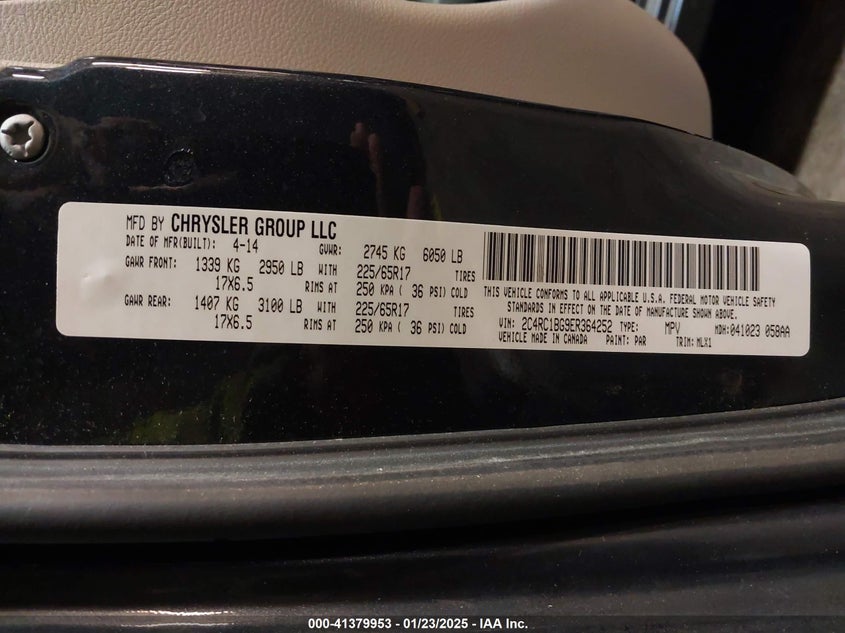 MFD BY CHRYSLER GROUP LLC
DATE OF MFR(BUILT): 4-14 GVWR: 2745 KG 6050 LB
GAWR FRONT: 1339 KG 2950 LB WITH 225/65R17 TIRES
17X6.5 RIMS AT 250 KPA ( 36 PSI) COLD
GAWR REAR: 1407 KG 3100 LB WITH 225/65R17 TIRES
17X6.5 RIMS AT 250 KPA ( 36 PSI) COLD
THIS VEHICLE CONFORMS TO ALL APPLICABLE U.S.A. FEDERAL MOTOR VEHICLE SAFETY
STANDARDS IN EFFECT ON THE DATE OF MANUFACTURE SHOWN ABOVE.
VIN: 2C4RC1BG9ER364252 TYPE: MPV MDH: 041023 058AA
VEHICLE MADE IN CANADA PAINT: PAR TRIM: MLX1
000-41379953 - 01/23/2025 - IAA Inc.